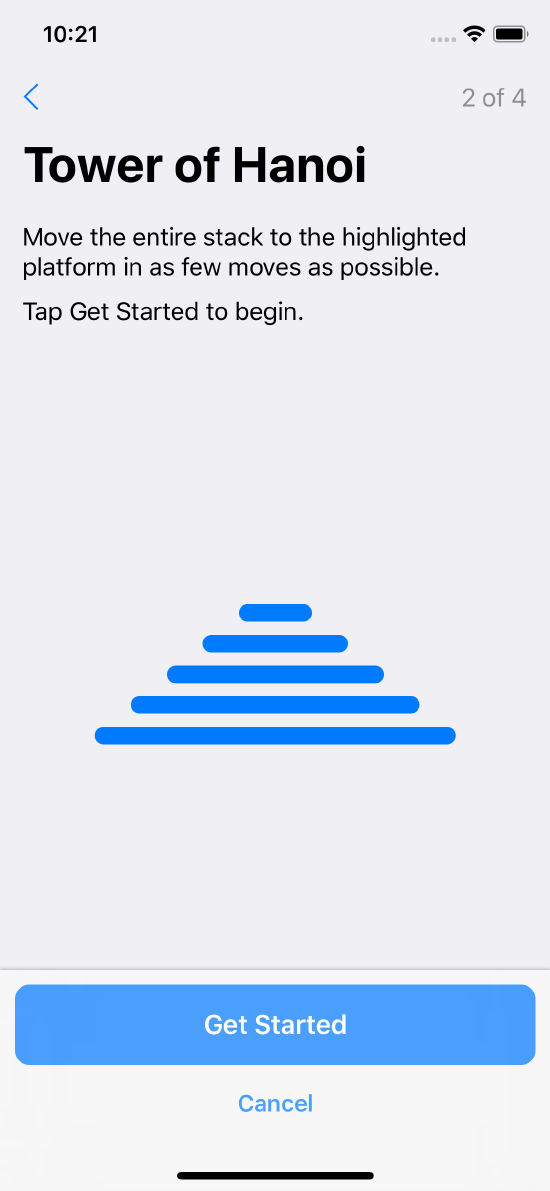 10:21
2 of 4
Tower of Hanoi
Move the entire stack to the highlighted
platform in as few moves as possible.
Tap Get Started to begin.
Get Started
Cancel